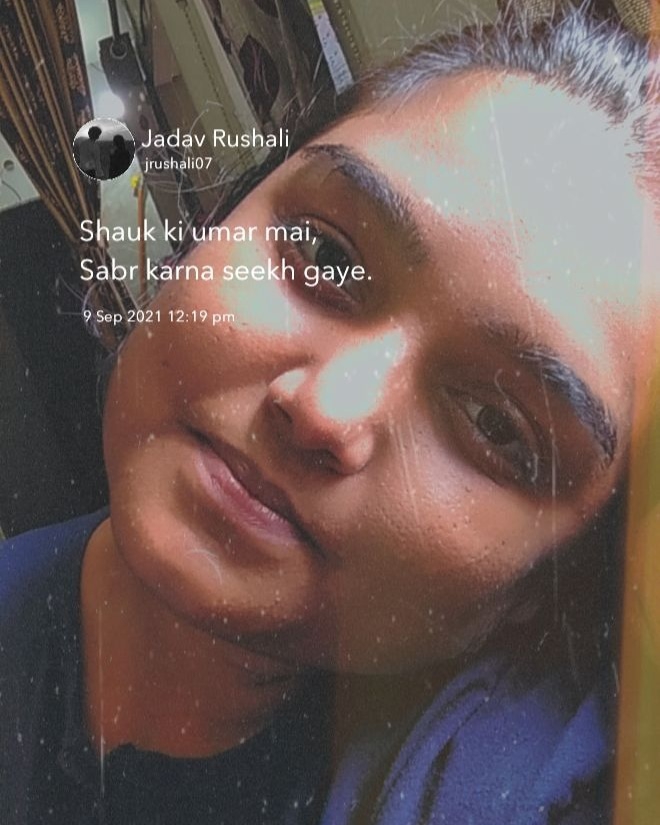 Jadav Rushali
jrushali07
Shauk ki umar mai,
Sabr karna seekh gaye.
9 Sep 2021 12:19 pm